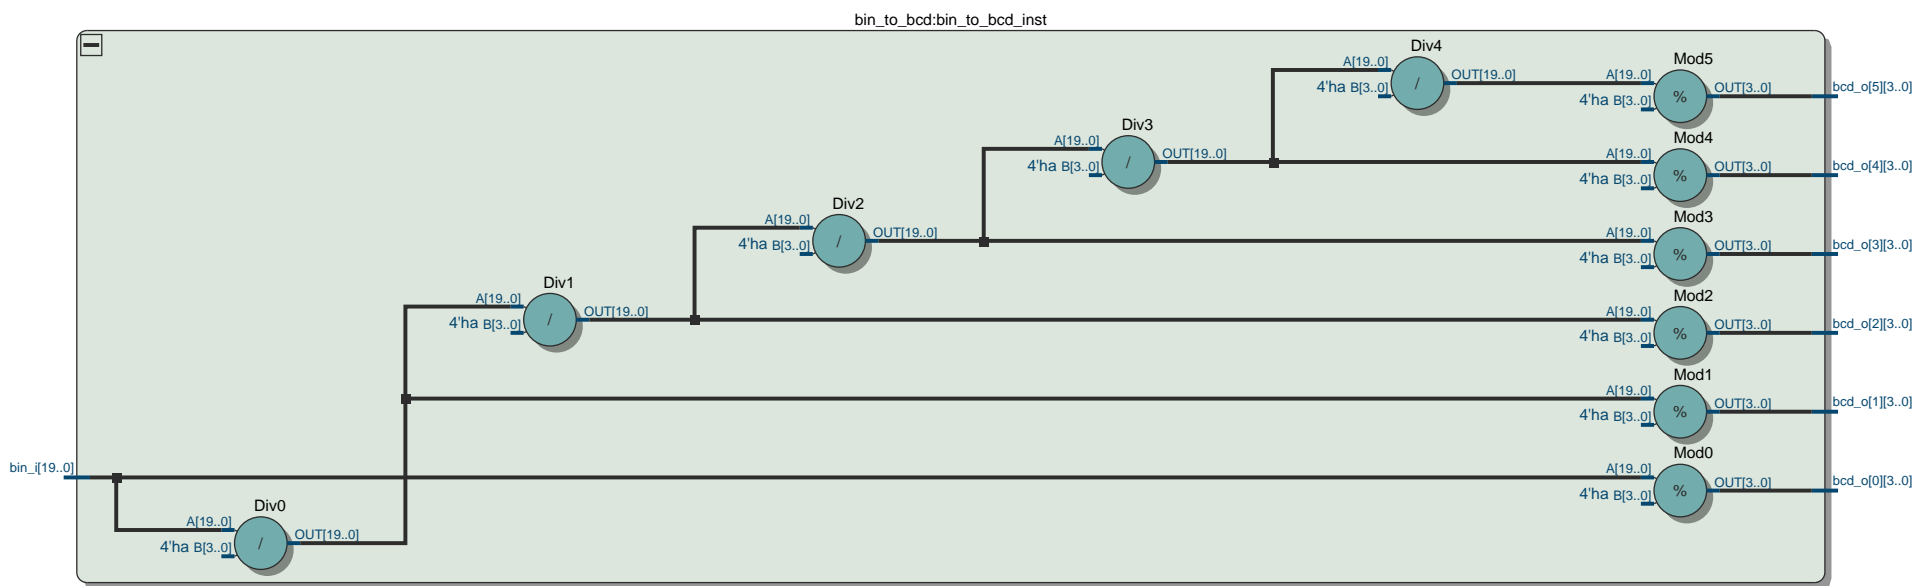 bin_to_bcd:bin_to_bcd_inst
Div4
A[19..0]
4'ha B[3..0]
/
OUT[19..0]
Mod5
A[19..0]
4'ha B[3..0]
%
OUT[3..0]
bcd_o[5][3..0]
Div3
A[19..0]
4'ha B[3..0]
/
OUT[19..0]
Mod4
A[19..0]
4'ha B[3..0]
%
OUT[3..0]
bcd_o[4][3..0]
Div2
A[19..0]
4'ha B[3..0]
/
OUT[19..0]
Mod3
A[19..0]
4'ha B[3..0]
%
OUT[3..0]
bcd_o[3][3..0]
Div1
A[19..0]
4'ha B[3..0]
/
OUT[19..0]
Mod2
A[19..0]
4'ha B[3..0]
%
OUT[3..0]
bcd_o[2][3..0]
Mod1
A[19..0]
4'ha B[3..0]
%
OUT[3..0]
bcd_o[1][3..0]
bin_i[19..0]
Mod0
A[19..0]
4'ha B[3..0]
%
OUT[3..0]
bcd_o[0][3..0]
Div0
A[19..0]
4'ha B[3..0]
/
OUT[19..0]